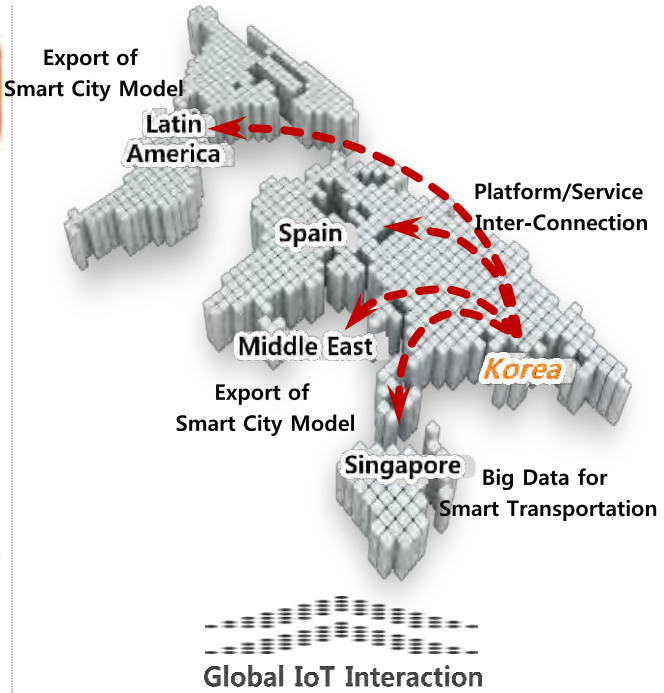 Export of
Smart City Model
Latin
America
Platform/Service
Inter-Connection
Spain
Middle East
Korea
Export of
Smart City Model
Singapore
Big Data for
Smart Transportation
Global IoT Interaction